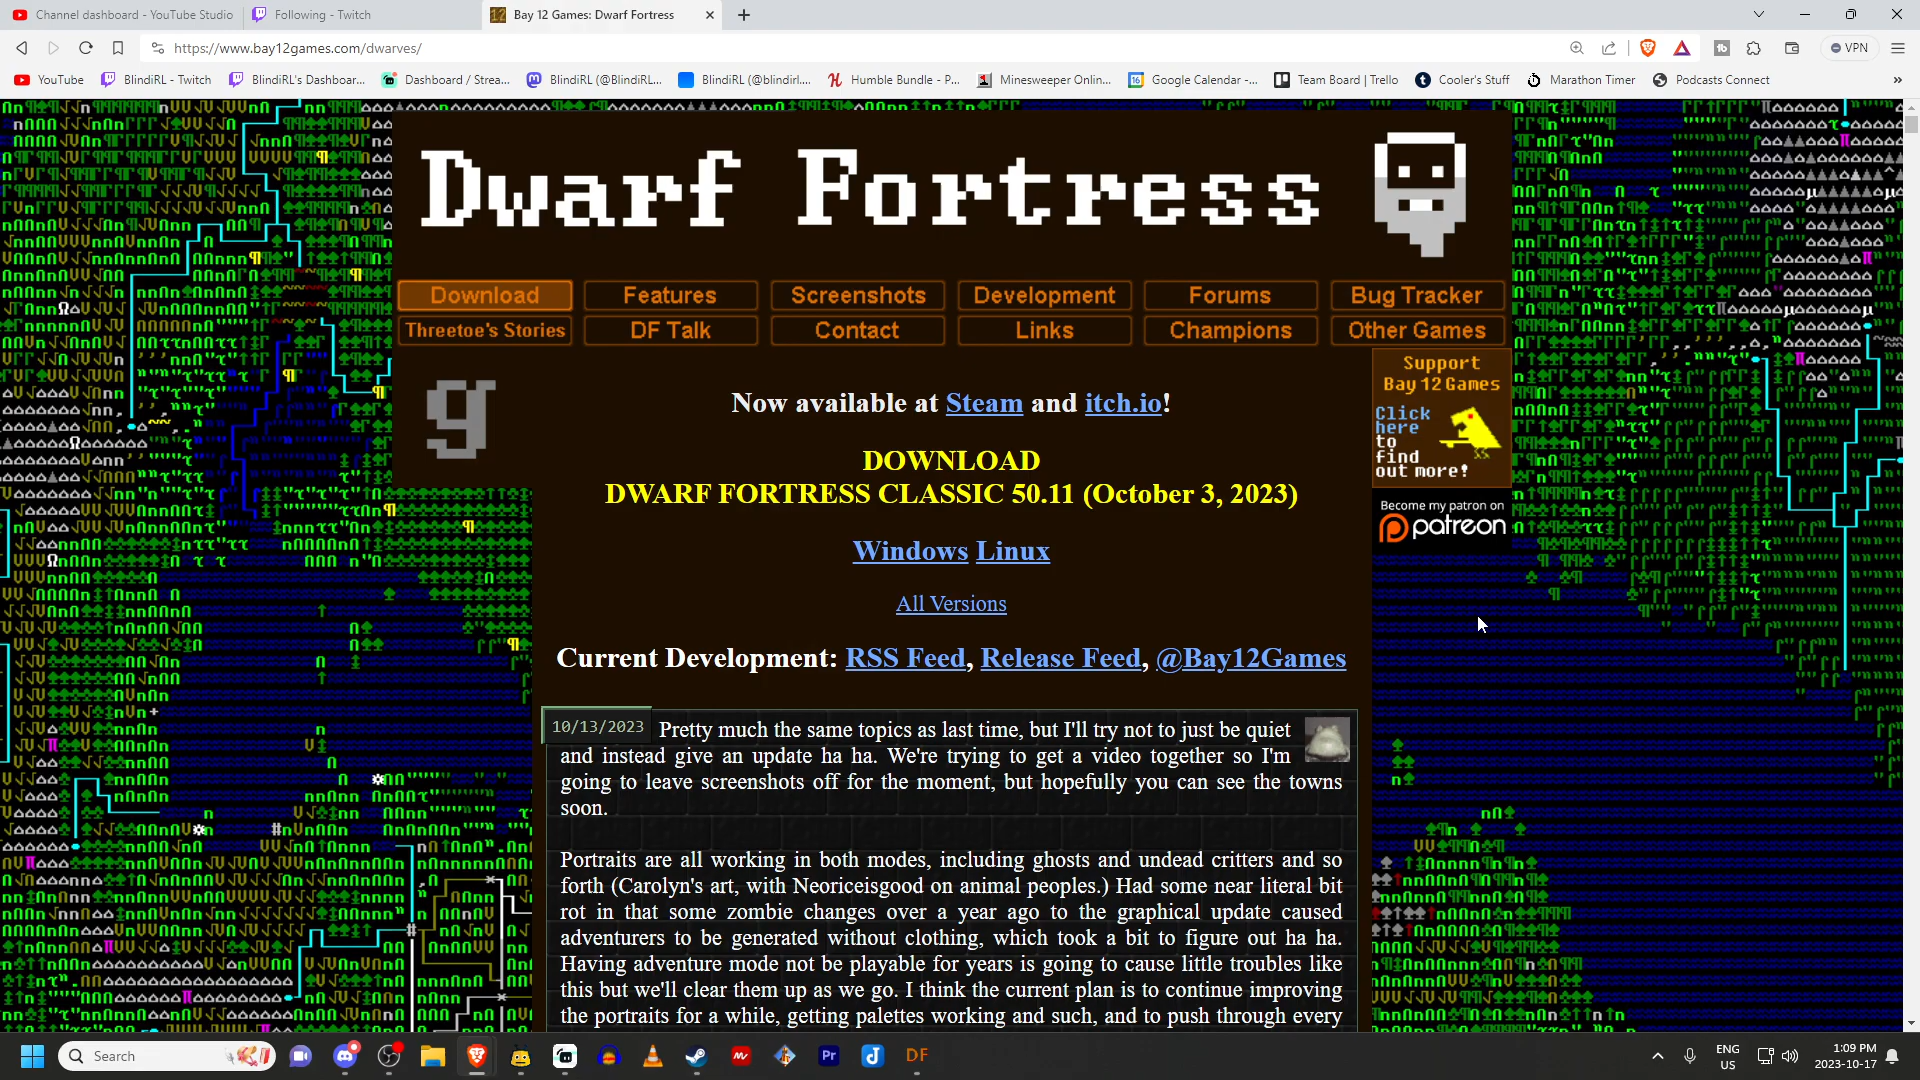 Channel dashboard - YouTube Studio
Following - Twitch
Bay 12 Games: Dwarf Fortress
https://www.bay12games.com/dwarves/
VPN
YouTube
BlindiRL - Twitch
BlindiRL's Dashboar...
Dashboard / Strea...
BlindiRL (@BlindiRL...
BlindiRL (@blindirl....
Humble Bundle - P...
Minesweeper Onlin...
Google Calendar -...
Team Board | Trello
Cooler's Stuff
Marathon Timer
Podcasts Connect
Dwarf Fortress
Download
Features
Screenshots
Development
Forums
Bug Tracker
Threetoe's Stories
DF Talk
Contact
Links
Champions
Other Games
g
Support
Bay 12 Games
Click
here
to
find
out more!
Become my patron on
patreon
Now available at Steam and itch.io!
DOWNLOAD
DWARF FORTRESS CLASSIC 50.11 (October 3, 2023)
Windows Linux
All Versions
Current Development: RSS Feed, Release Feed, @Bay12Games
10/13/2023 Pretty much the same topics as last time, but I'll try not to just be quiet
and instead give an update ha ha. We're trying to get a video together so I'm
going to leave screenshots off for the moment, but hopefully you can see the towns
soon.
Portraits are all working in both modes, including ghosts and undead critters and so
forth (Carolyn's art, with Neoriceisgood on animal peoples.) Had some near literal bit
rot in that some zombie changes over a year ago to the graphical update caused
adventurers to be generated without clothing, which took a bit to figure out ha ha.
Having adventure mode not be playable for years is going to cause little troubles like
this but we'll clear them up as we go. I think the current plan is to continue improving
the portraits for a while, getting palettes working and such, and to push through every
Search
Pr
DF
ENG
US
1:09 PM
2023-10-17